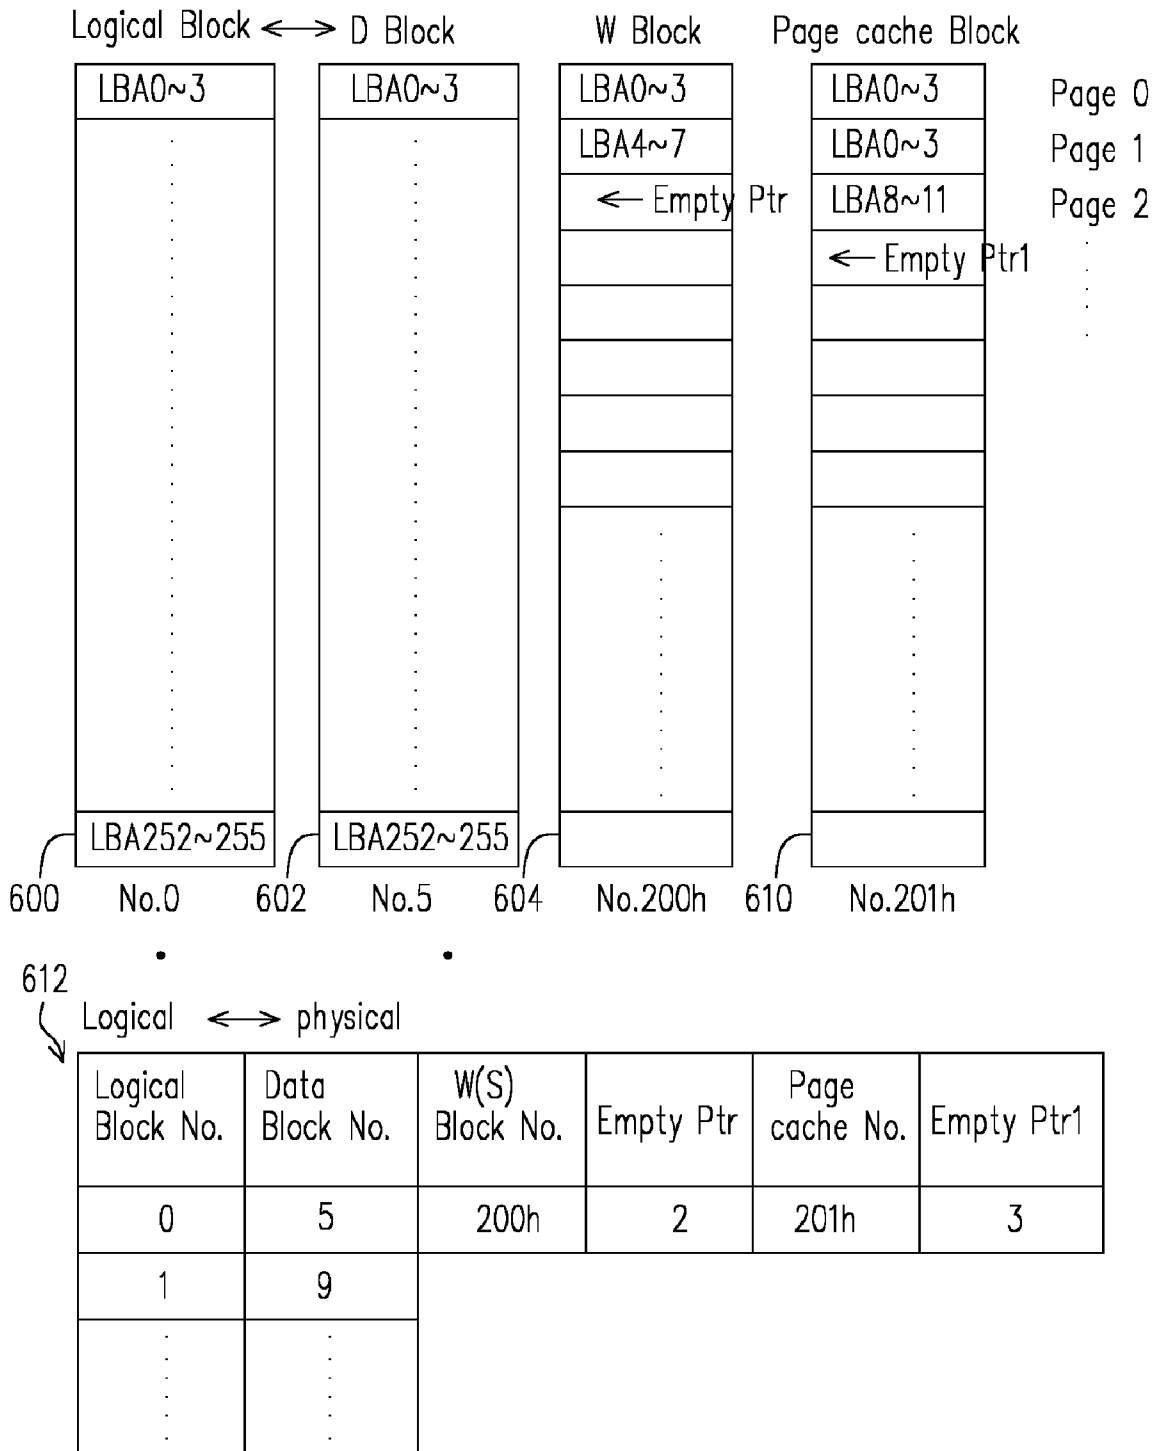 Logical Block ↔ D Block W Block Page cache Block
LBA0~3 LBA0~3 LBA0~3 LBA0~3 Page 0
LBA4~7 LBA0~3 Page 1
← Empty Ptr LBA8~11 Page 2
← Empty Ptr1
LBA252~255 LBA252~255
600 No.0 602 No.5 604 No.200h 610 No.201h
612
Logical ↔ physical
Logical Block No. Data Block No. W(S) Block No. Empty Ptr Page cache No. Empty Ptr1
0 5 200h 2 201h 3
1 9